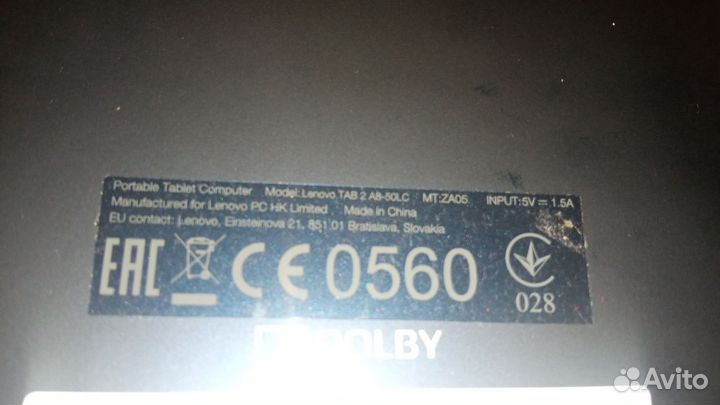 Portable Tablet Computer Model: Lenovo TAB 2 A8-50LC MT:ZA05 INPUT:5V ⎓ 1.5A
Manufactured for Lenovo PC HK Limited Made in China
EU contact: Lenovo, Einsteinova 21, 851 01 Bratislava, Slovakia
EAC CE 0560
028
DOLBY
Avito